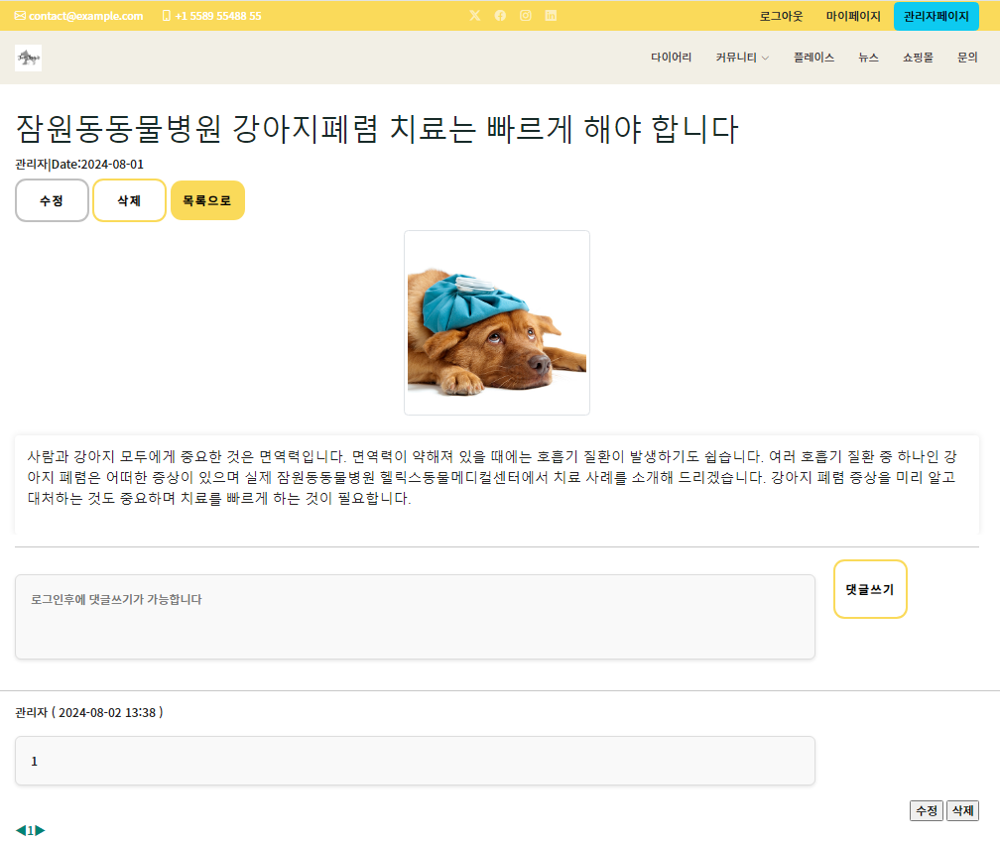 contact@example.com +1 5589 55488 55 로그아웃 마이페이지 관리자페이지
다이어리 커뮤니티 플레이스 뉴스 쇼핑몰 문의
잠원동동물병원 강아지폐렴 치료는 빠르게 해야 합니다
관리자|Date:2024-08-01
수정 삭제 목록으로
사람과 강아지 모두에게 중요한 것은 면역력입니다. 면역력이 약해져 있을 때에는 호흡기 질환이 발생하기도 쉽습니다. 여러 호흡기 질환 중 하나인 강
아지 폐렴은 어떠한 증상이 있으며 실제 잠원동동물병원 헬릭스동물메디컬센터에서 치료 사례를 소개해 드리겠습니다. 강아지 폐렴 증상을 미리 알고
대처하는 것도 중요하며 치료를 빠르게 하는 것이 필요합니다.
로그인후에 댓글쓰기가 가능합니다
댓글쓰기
관리자 ( 2024-08-02 13:38 )
1
수정 삭제
◀1▶